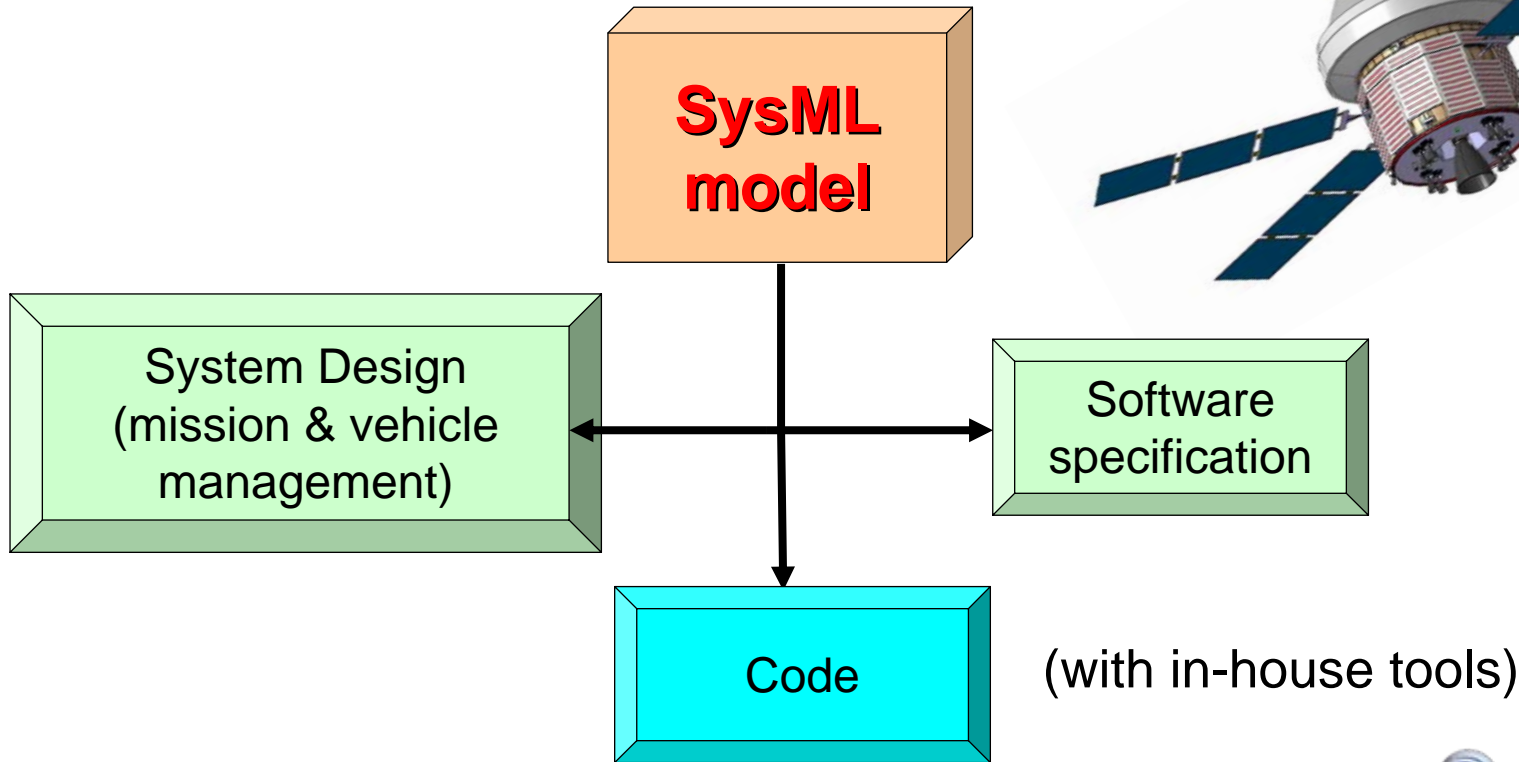 SysML
model
System Design
(mission & vehicle
management)
Software
specification
Code
(with in-house tools)